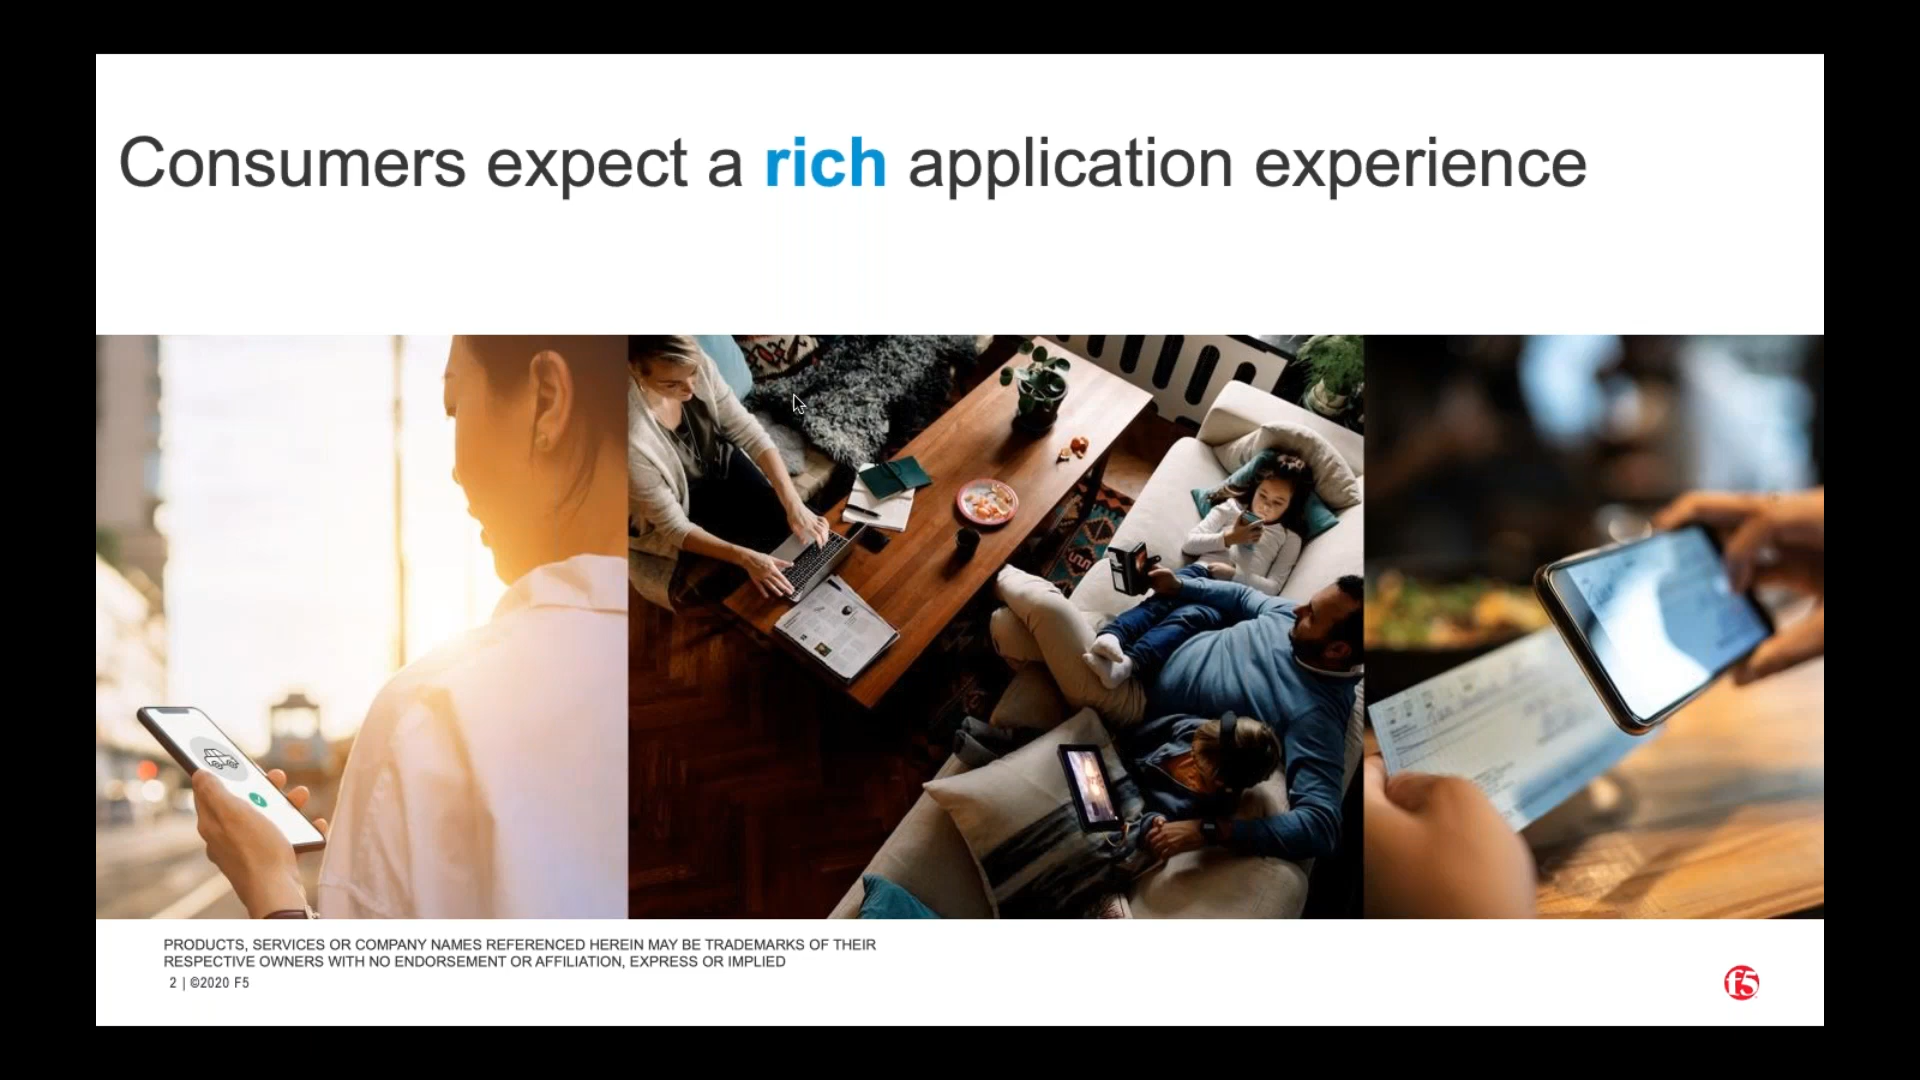 Consumers expect a rich application experience
PRODUCTS, SERVICES OR COMPANY NAMES REFERENCED HEREIN MAY BE TRADEMARKS OF THEIR
RESPECTIVE OWNERS WITH NO ENDORSEMENT OR AFFILIATION, EXPRESS OR IMPLIED
2 | ©2020 F5
f5